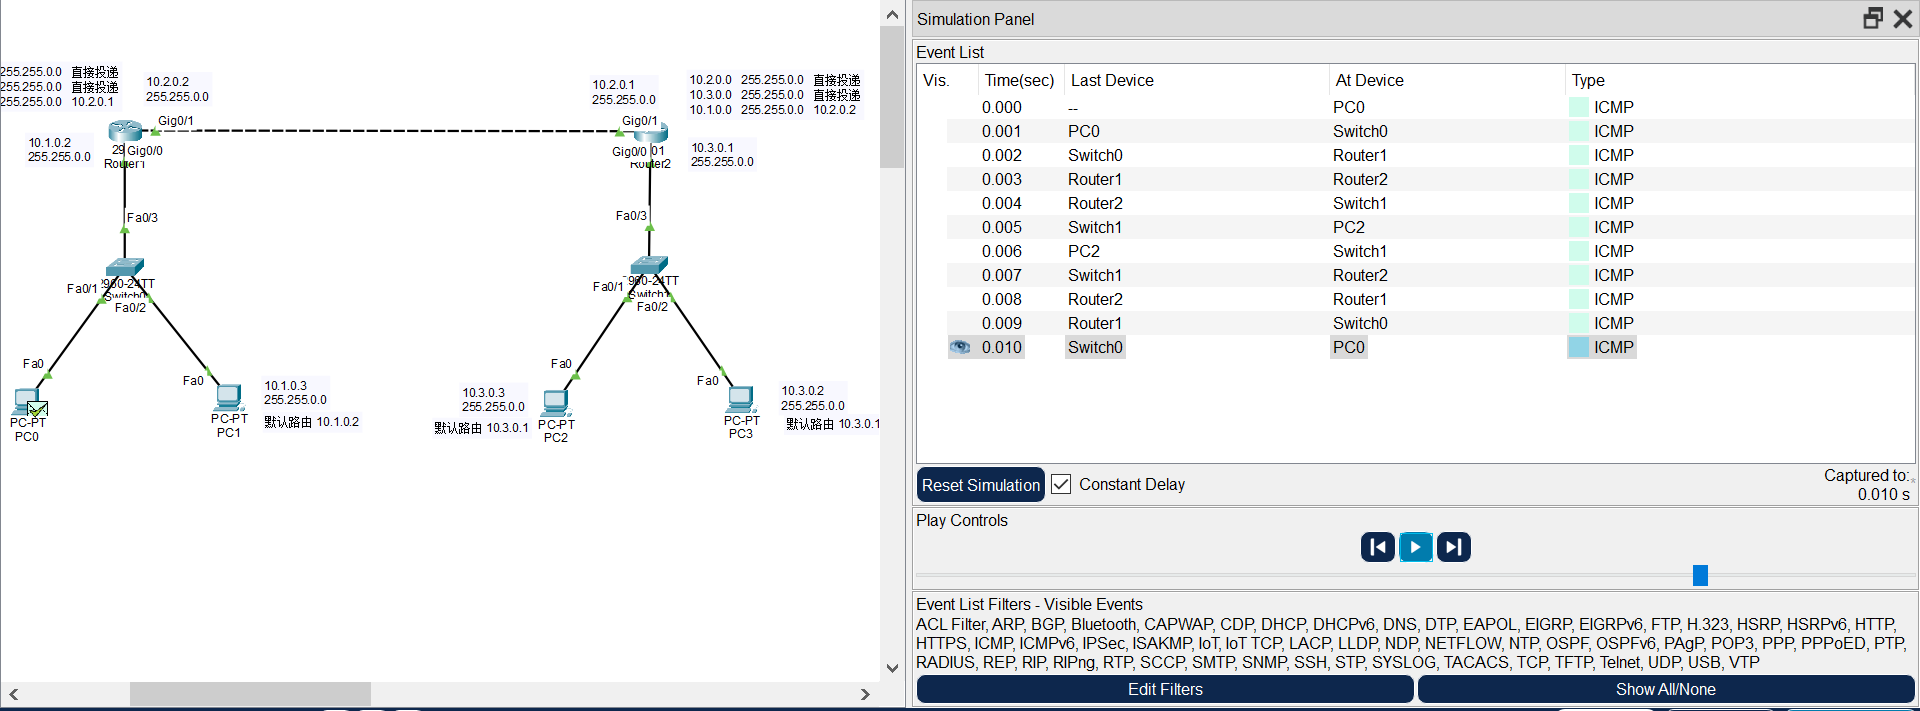 255.255.0.0 直接投递
255.255.0.0 直接投递
255.255.0.0 10.2.0.1
10.2.0.2
255.255.0.0
Gig0/1
10.1.0.2
255.255.0.0
Gig0/0
Router1
Fa0/3
Fa0/1
Switch0
Fa0/2
Fa0
PC-PT
PC0
Fa0
PC-PT
PC1
10.1.0.3
255.255.0.0
默认路由 10.1.0.2
10.2.0.1
255.255.0.0
10.2.0.0 255.255.0.0 直接投递
10.3.0.0 255.255.0.0 直接投递
10.1.0.0 255.255.0.0 10.2.0.2
Gig0/1
Gig0/0
Router2
10.3.0.1
255.255.0.0
Fa0/3
Fa0/1
Switch1
Fa0/2
Fa0
10.3.0.3
255.255.0.0
默认路由 10.3.0.1
PC-PT
PC2
Fa0
PC-PT
PC3
10.3.0.2
255.255.0.0
默认路由 10.3.0.1
Simulation Panel
Event List
Vis. Time(sec) Last Device At Device Type
0.000 -- PC0 ICMP
0.001 PC0 Switch0 ICMP
0.002 Switch0 Router1 ICMP
0.003 Router1 Router2 ICMP
0.004 Router2 Switch1 ICMP
0.005 Switch1 PC2 ICMP
0.006 PC2 Switch1 ICMP
0.007 Switch1 Router2 ICMP
0.008 Router2 Router1 ICMP
0.009 Router1 Switch0 ICMP
0.010 Switch0 PC0 ICMP
Reset Simulation Constant Delay
Captured to:
0.010 s
Play Controls
Event List Filters - Visible Events
ACL Filter, ARP, BGP, Bluetooth, CAPWAP, CDP, DHCP, DHCPv6, DNS, DTP, EAPOL, EIGRP, EIGRPv6, FTP, H.323, HSRP, HSRPv6, HTTP,
HTTPS, ICMP, ICMPv6, IPSec, ISAKMP, IoT, IoT TCP, LACP, LLDP, NDP, NETFLOW, NTP, OSPF, OSPFv6, PAgP, POP3, PPP, PPPoED, PTP,
RADIUS, REP, RIP, RIPng, RTP, SCCP, SMTP, SNMP, SSH, STP, SYSLOG, TACACS, TCP, TFTP, Telnet, UDP, USB, VTP
Edit Filters Show All/None